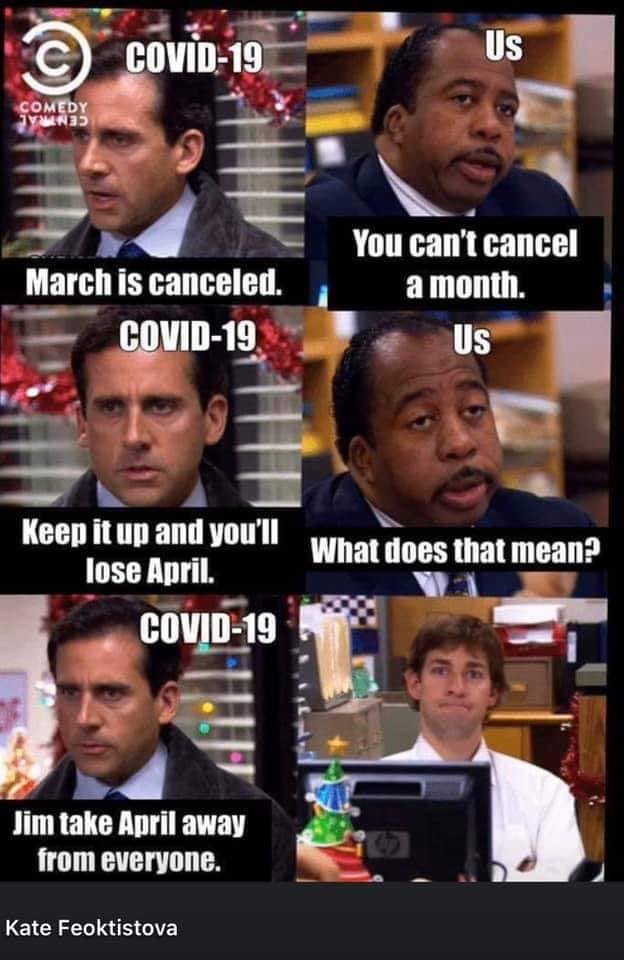 COMEDY
CENTRAL
COVID-19
Us
March is canceled.
You can't cancel
a month.
COVID-19
Us
Keep it up and you'll
lose April.
What does that mean?
COVID-19
Jim take April away
from everyone.
hp
Kate Feoktistova